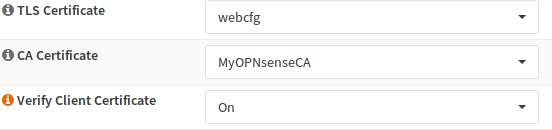 TLS Certificate webcfg
CA Certificate MyOPNsenseCA
Verify Client Certificate On